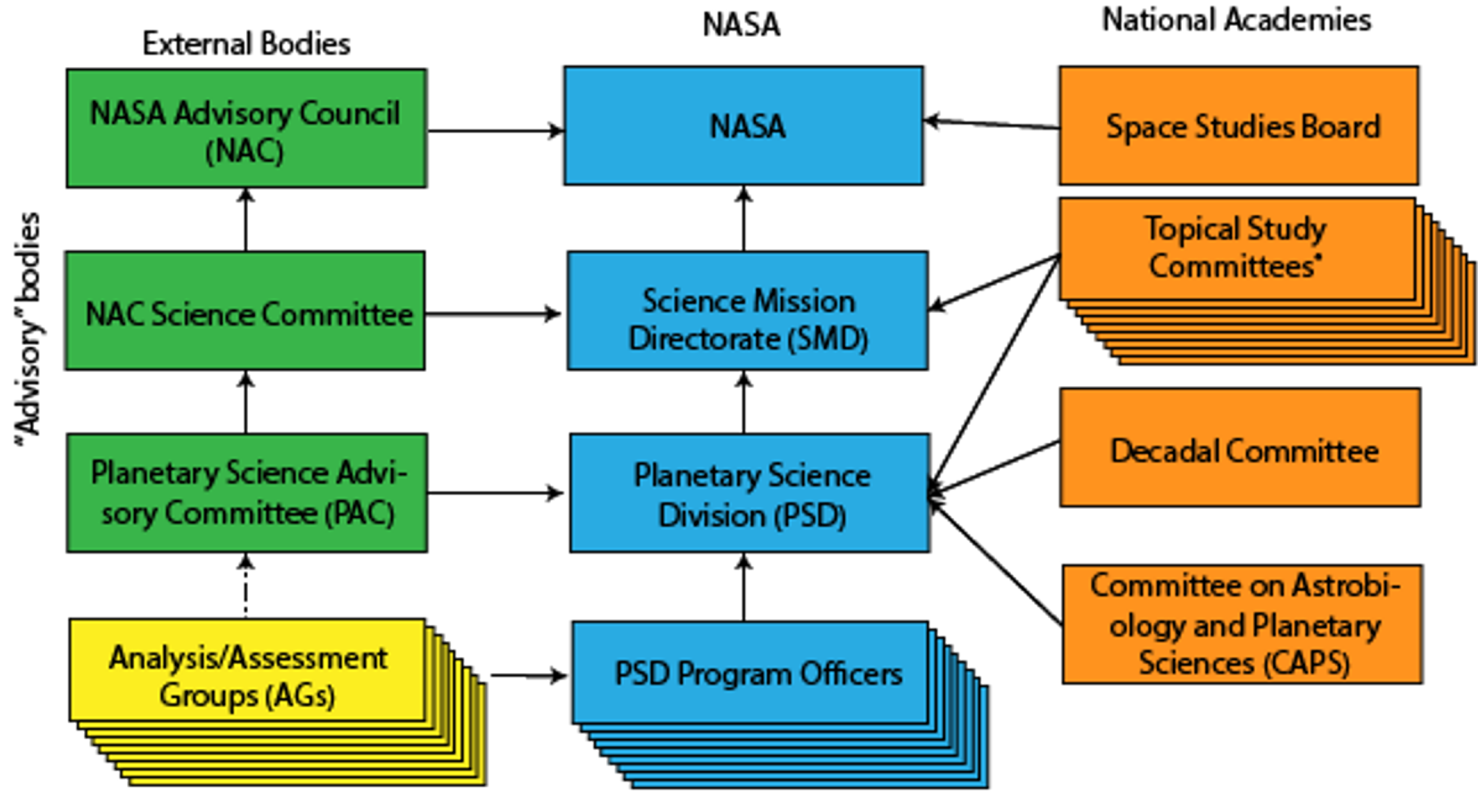 External Bodies
NASA
National Academies
"Advisory" bodies
NASA Advisory Council
(NAC)
NASA
Space Studies Board
NAC Science Committee
Science Mission
Directorate (SMD)
Topical Study
Committees*
Planetary Science Advi-
sory Committee (PAC)
Planetary Science
Division (PSD)
Decadal Committee
Analysis/Assessment
Groups (AGs)
PSD Program Officers
Committee on Astrobi-
ology and Planetary
Sciences (CAPS)